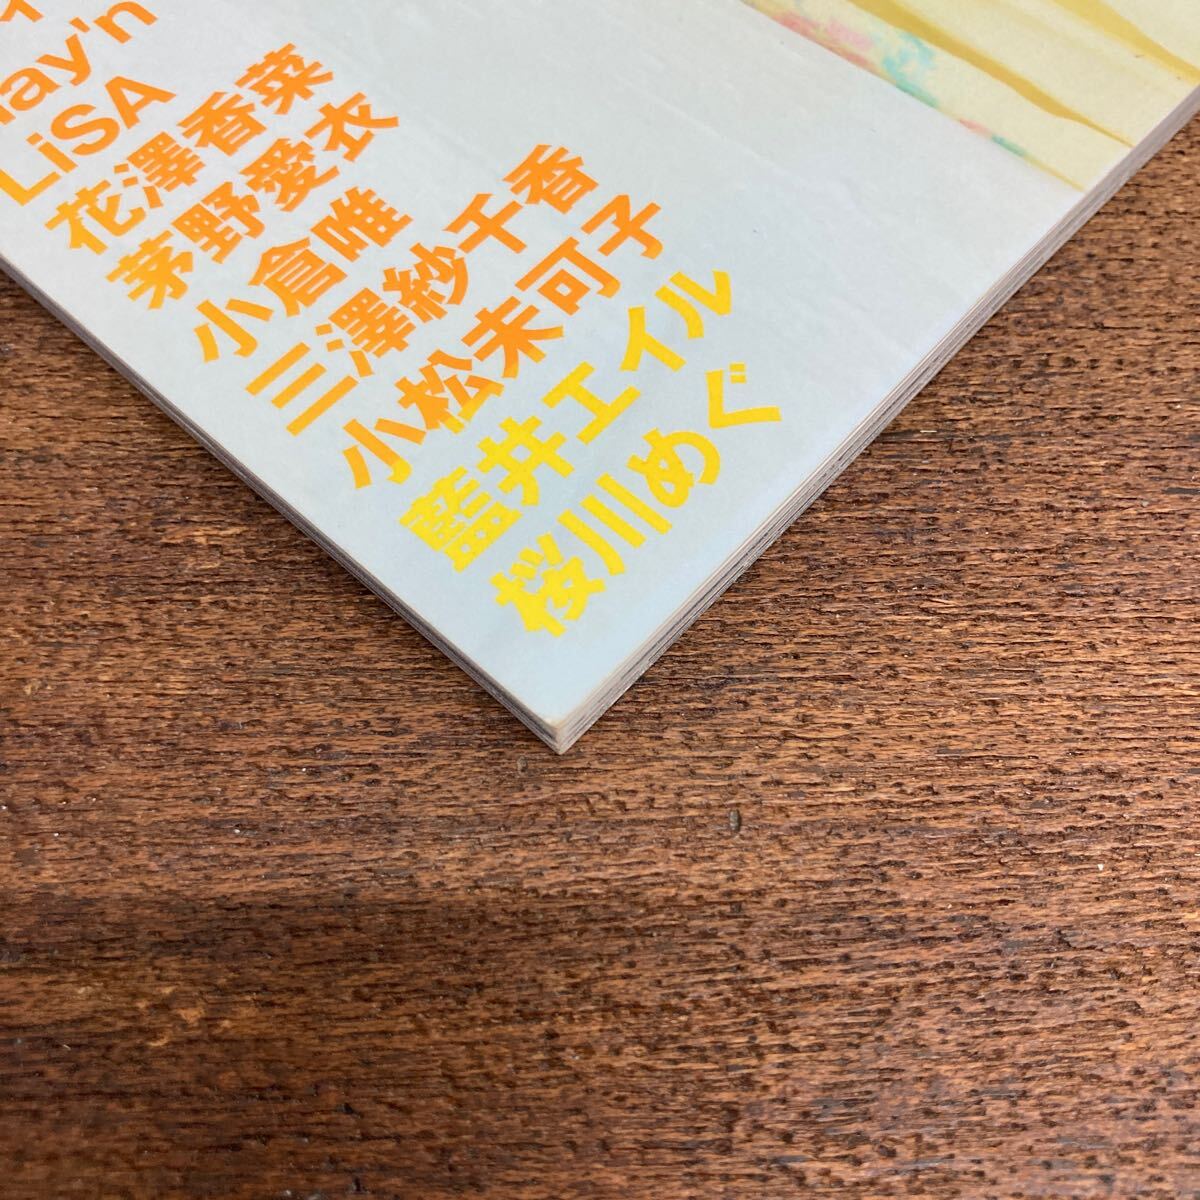 LiSA
花澤香菜
茅野愛衣
小倉唯
三澤紗千香
小松未可子
藍井エイル
桜川めぐ